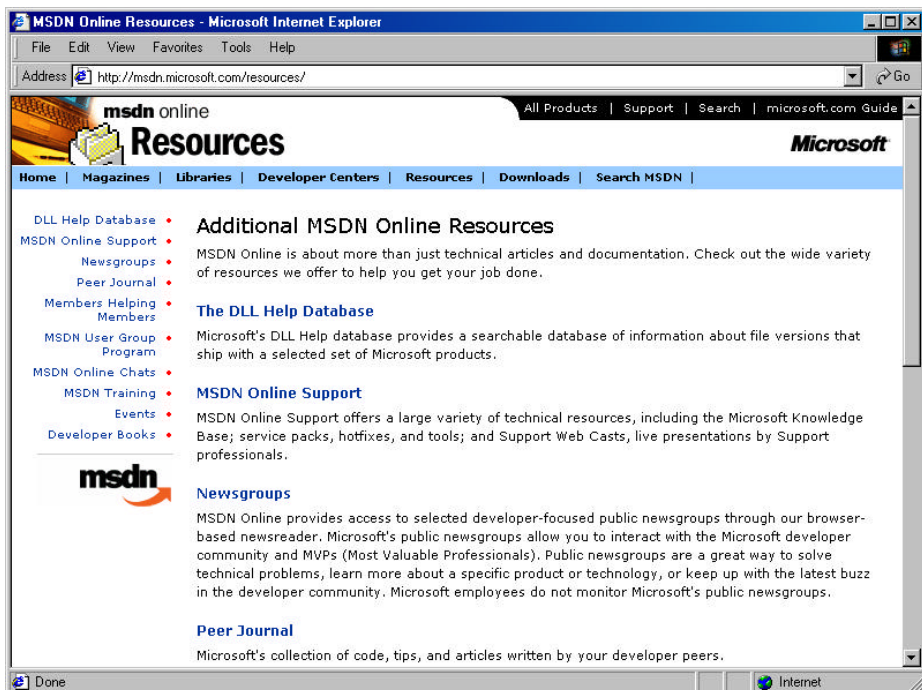 MSDN Online Resources - Microsoft Internet Explorer
File Edit View Favorites Tools Help
Address http://msdn.microsoft.com/resources/ Go
msdn online
Resources
All Products | Support | Search | microsoft.com Guide
Microsoft
Home | Magazines | Libraries | Developer Centers | Resources | Downloads | Search MSDN |
DLL Help Database
MSDN Online Support
Newsgroups
Peer Journal
Members Helping
Members
MSDN User Group
Program
MSDN Online Chats
MSDN Training
Events
Developer Books
msdn
Additional MSDN Online Resources
MSDN Online is about more than just technical articles and documentation. Check out the wide variety
of resources we offer to help you get your job done.
The DLL Help Database
Microsoft's DLL Help database provides a searchable database of information about file versions that
ship with a selected set of Microsoft products.
MSDN Online Support
MSDN Online Support offers a large variety of technical resources, including the Microsoft Knowledge
Base; service packs, hotfixes, and tools; and Support Web Casts, live presentations by Support
professionals.
Newsgroups
MSDN Online provides access to selected developer-focused public newsgroups through our browser-
based newsreader. Microsoft's public newsgroups allow you to interact with the Microsoft developer
community and MVPs (Most Valuable Professionals). Public newsgroups are a great way to solve
technical problems, learn more about a specific product or technology, or keep up with the latest buzz
in the developer community. Microsoft employees do not monitor Microsoft's public newsgroups.
Peer Journal
Microsoft's collection of code, tips, and articles written by your developer peers.
Done Internet